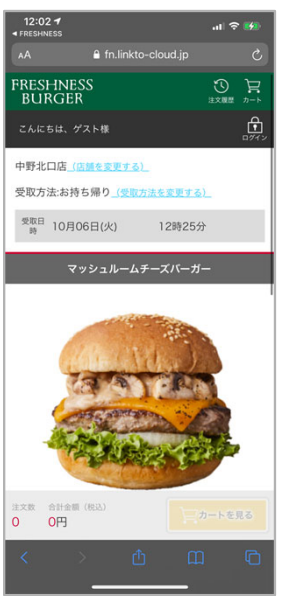 12:02
◀ FRESHNESS
AA fn.linkto-cloud.jp
FRESHNESS BURGER
注文履歴 カート
こんにちは、ゲスト様
ログイン
中野北口店 (店舗を変更する)
受取方法:お持ち帰り (受取方法を変更する)
受取日時 10月06日(火) 12時25分
マッシュルームチーズバーガー
注文数 合計金額（税込）
0 0円
カートを見る